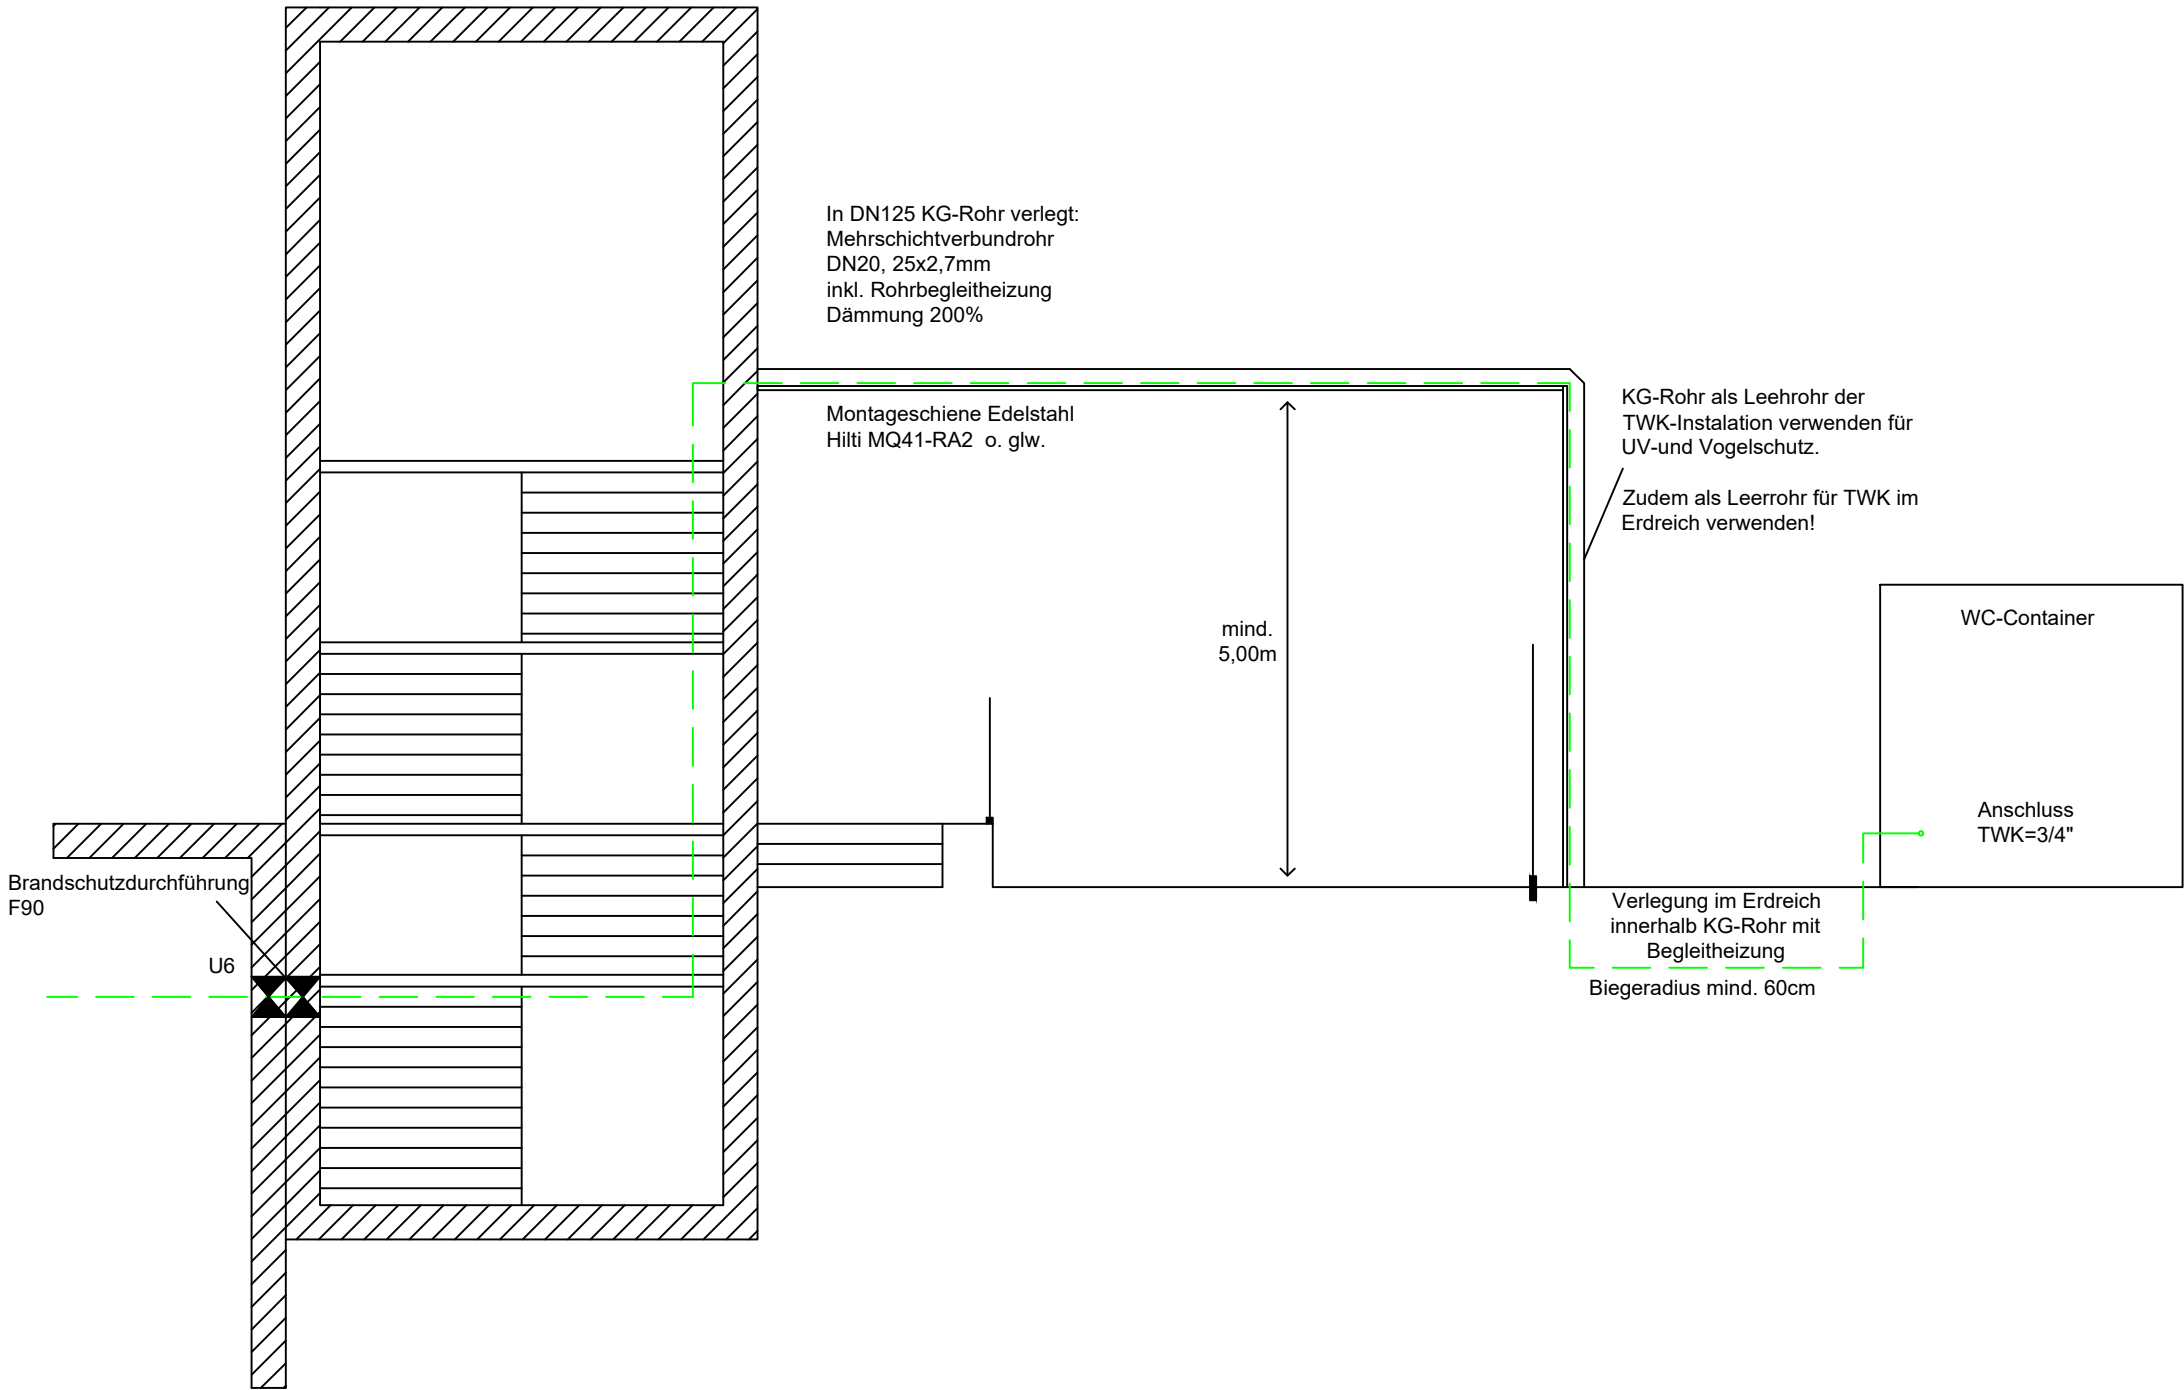 In DN125 KG-Rohr verlegt:
Mehrschichtverbundrohr
DN20, 25x2,7mm
inkl. Rohrbegleitheizung
Dämmung 200%
Montageschiene Edelstahl
Hilti MQ41-RA2  o. glw.
KG-Rohr als Leehrohr der
TWK-Instalation verwenden für
UV-und Vogelschutz.
Zudem als Leerrohr für TWK im
Erdreich verwenden!
mind.
5,00m
WC-Container
Anschluss
TWK=3/4"
Brandschutzdurchführung
F90
U6
Verlegung im Erdreich
innerhalb KG-Rohr mit
Begleitheizung
Biegeradius mind. 60cm